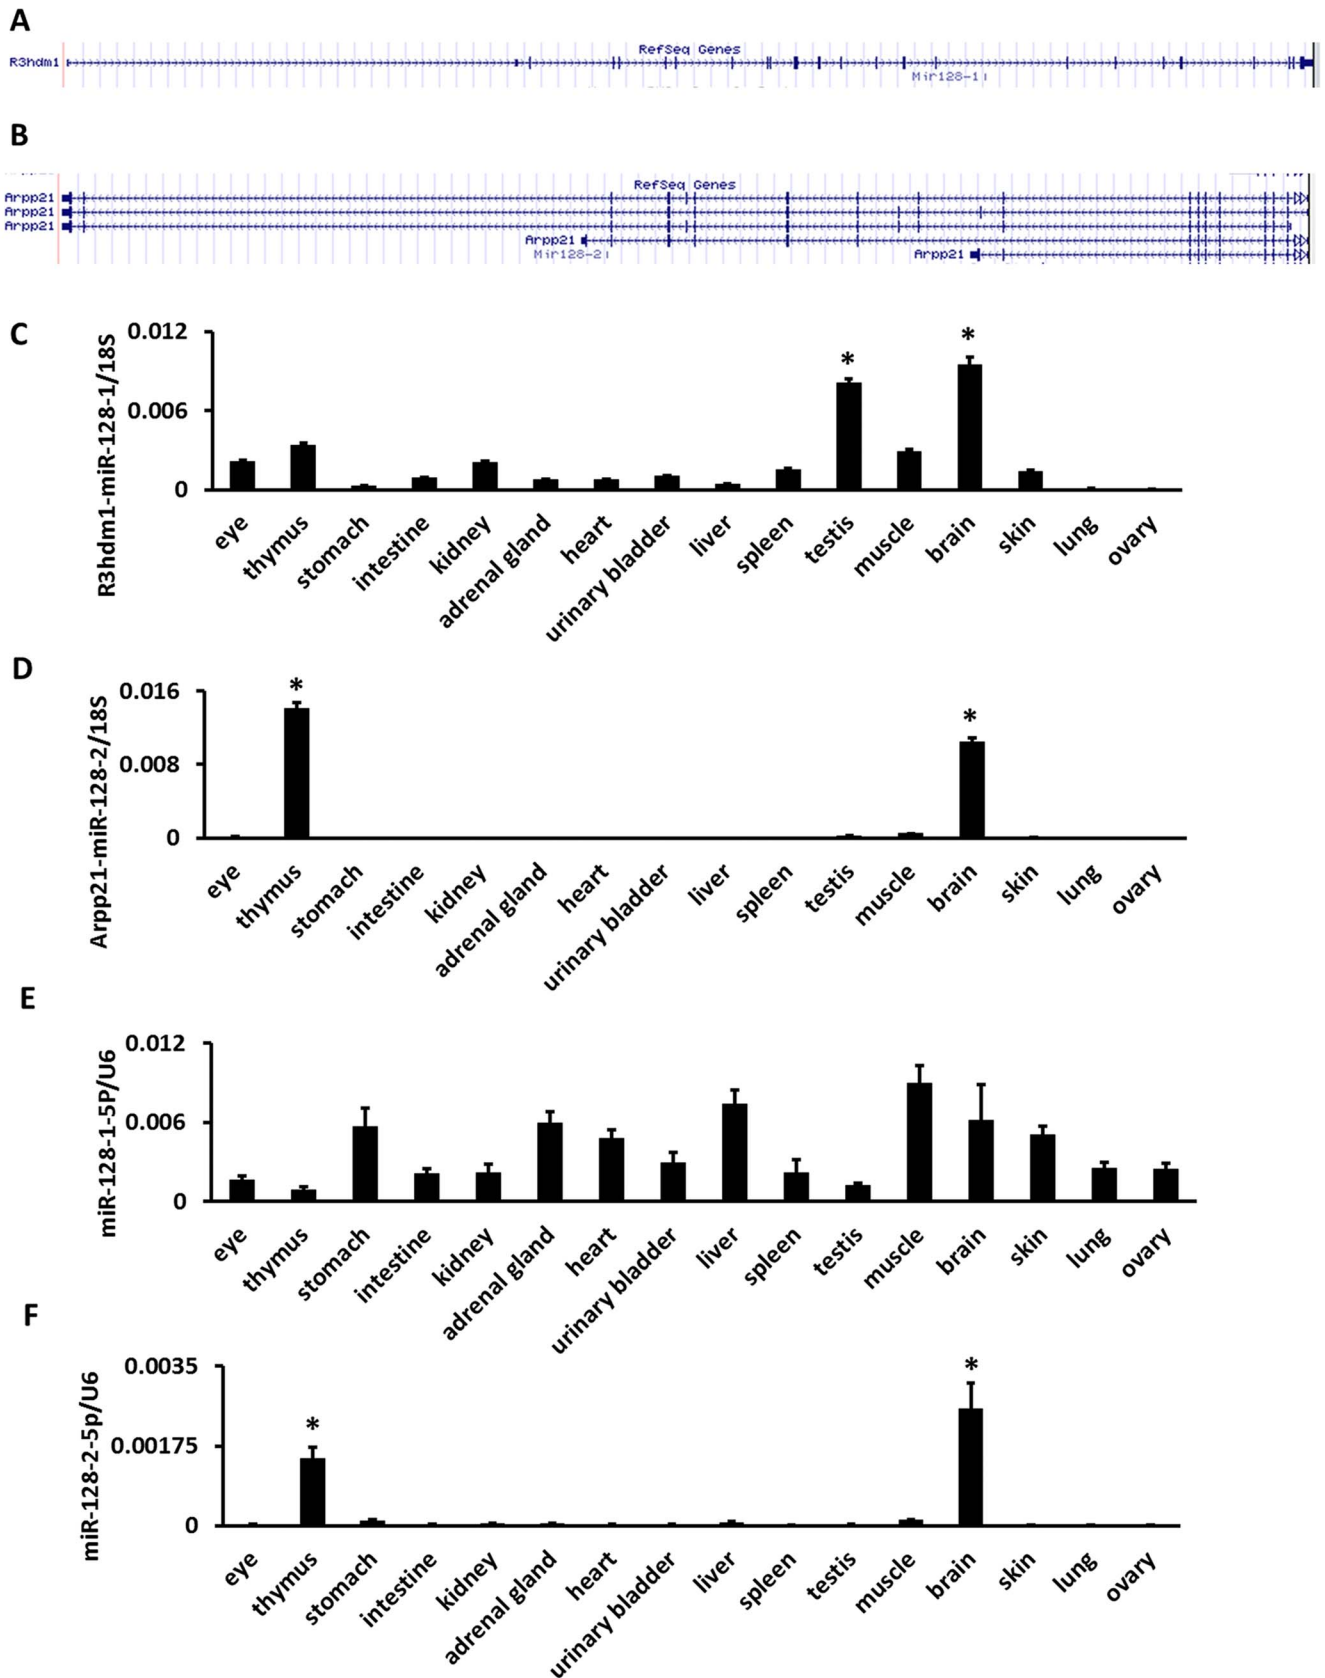 A
RefSeq Genes
R3hdm1
Mir128-1
B
RefSeq Genes
Arpp21
Arpp21
Arpp21
Arpp21
Mir128-2
Arpp21
C
R3hdm1-miR-128-1/18S
0.012
0.006
0
* *
eye thymus stomach intestine kidney adrenal gland heart urinary bladder liver spleen testis muscle brain skin lung ovary
D
Arpp21-miR-128-2/18S
0.016
0.008
0
* *
eye thymus stomach intestine kidney adrenal gland heart urinary bladder liver spleen testis muscle brain skin lung ovary
E
miR-128-1-5P/U6
0.012
0.006
0
eye thymus stomach intestine kidney adrenal gland heart urinary bladder liver spleen testis muscle brain skin lung ovary
F
miR-128-2-5p/U6
0.0035
0.00175
0
* *
eye thymus stomach intestine kidney adrenal gland heart urinary bladder liver spleen testis muscle brain skin lung ovary